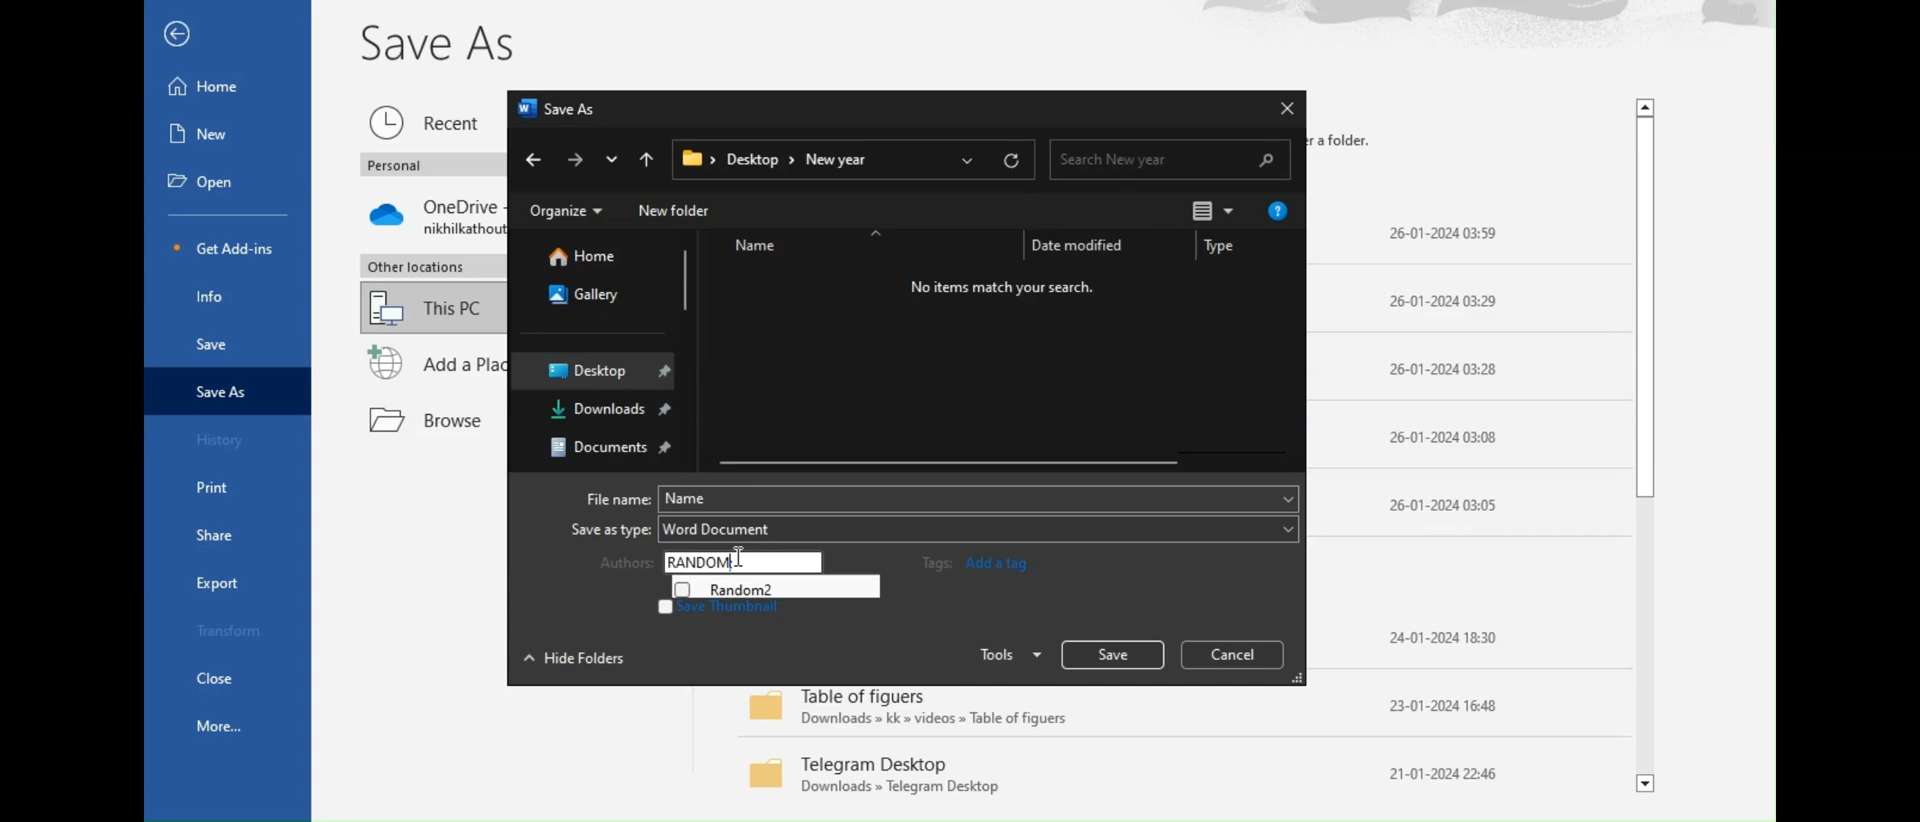 Save As
Home
New
Open
Get Add-ins
Info
Save
Save As
History
Print
Share
Export
Transform
Close
More...
Recent
Personal
OneDrive -
nikhilkathout
Other locations
This PC
Add a Plac
Browse
Save As
Desktop › New year
Search New year
Organize
New folder
Home
Gallery
Desktop
Downloads
Documents
Name
Date modified
Type
No items match your search.
File name: Name
Save as type: Word Document
Authors: RANDOM;
Tags: Add a tag
Random2
Save Thumbnail
Hide Folders
Tools
Save
Cancel
er a folder.
26-01-2024 03:59
26-01-2024 03:29
26-01-2024 03:28
26-01-2024 03:08
26-01-2024 03:05
24-01-2024 18:30
Table of figuers
Downloads » kk » videos » Table of figuers
23-01-2024 16:48
Telegram Desktop
Downloads » Telegram Desktop
21-01-2024 22:46